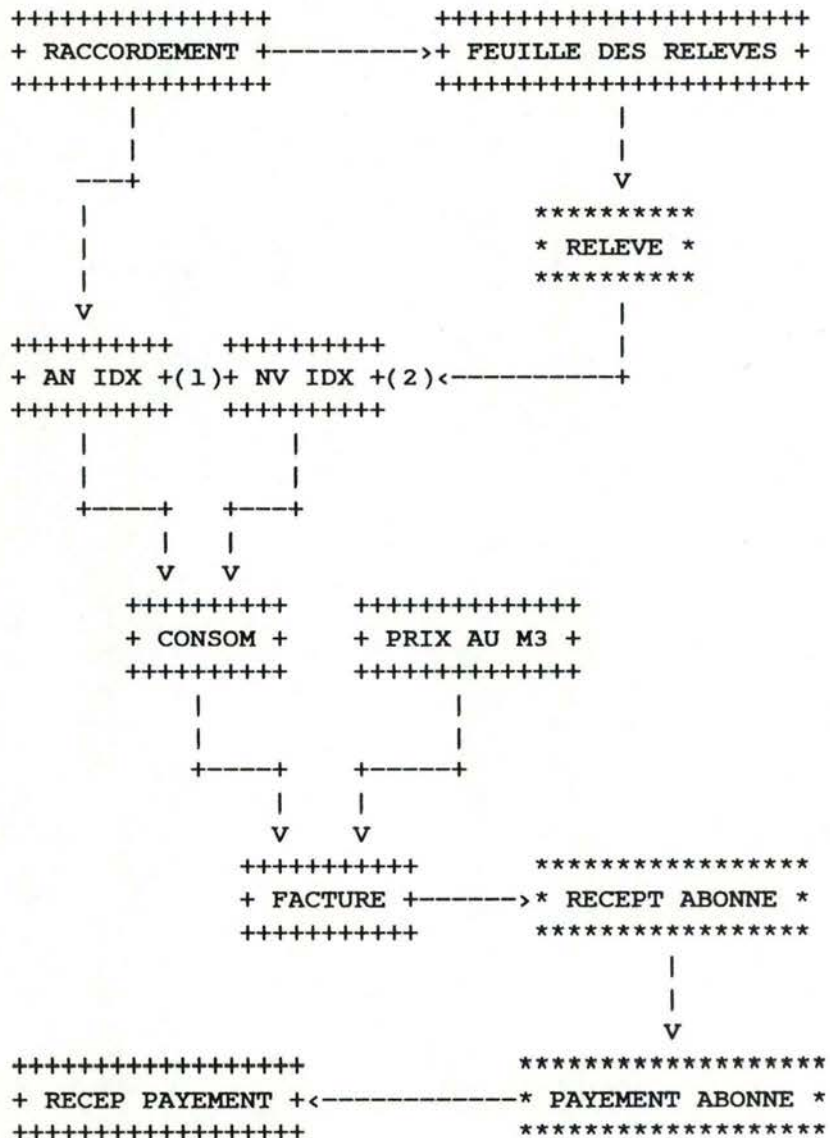 RACCORDEMENT FEUILLE DES RELEVES
RELEVE
AN IDX (1) NV IDX (2)
CONSOM PRIX AU M3
FACTURE RECEPT ABONNE
RECEP PAYEMENT PAYEMENT ABONNE